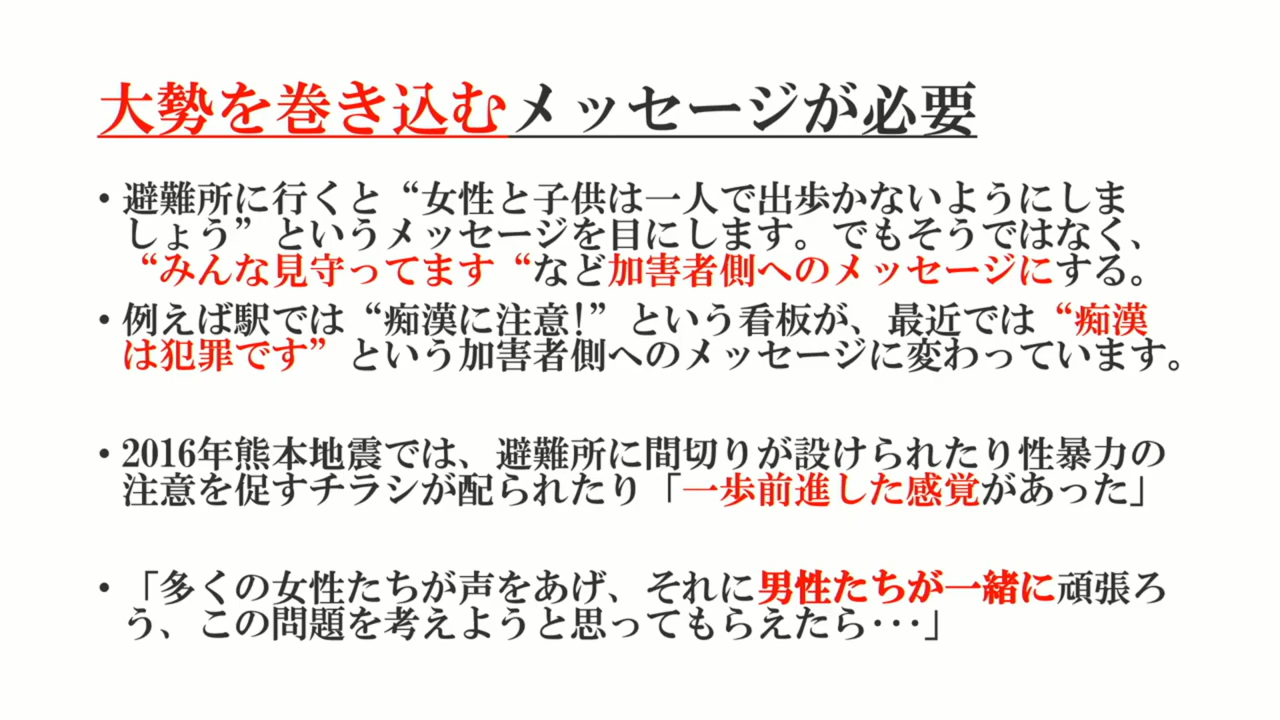 大勢を巻き込むメッセージが必要
• 避難所に行くと“女性と子供は一人で出歩かないようにしま
しょう”というメッセージを目にします。でもそうではなく、
“みんな見守ってます“など加害者側へのメッセージにする。
• 例えば駅では“痴漢に注意!”という看板が、最近では“痴漢
は犯罪です”という加害者側へのメッセージに変わっています。
• 2016年熊本地震では、避難所に間切りが設けられたり性暴力の
注意を促すチラシが配られたり「一歩前進した感覚があった」
• 「多くの女性たちが声をあげ、それに男性たちが一緒に頑張ろ
う、この問題を考えようと思ってもらえたら･･･」